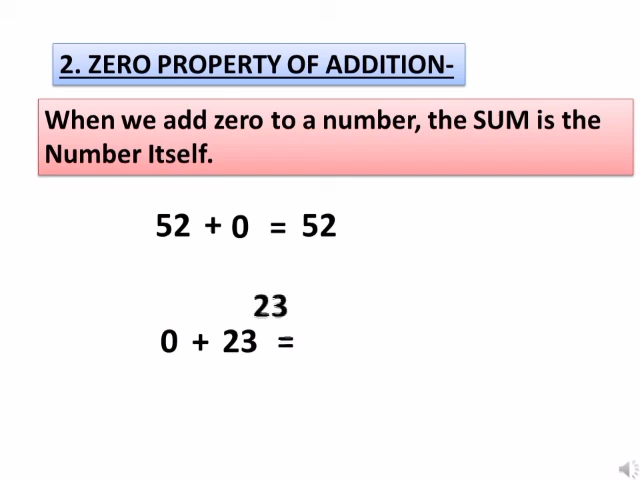 2. ZERO PROPERTY OF ADDITION-
When we add zero to a number, the SUM is the
Number Itself.
52 + 0 = 52
23
0 + 23 =